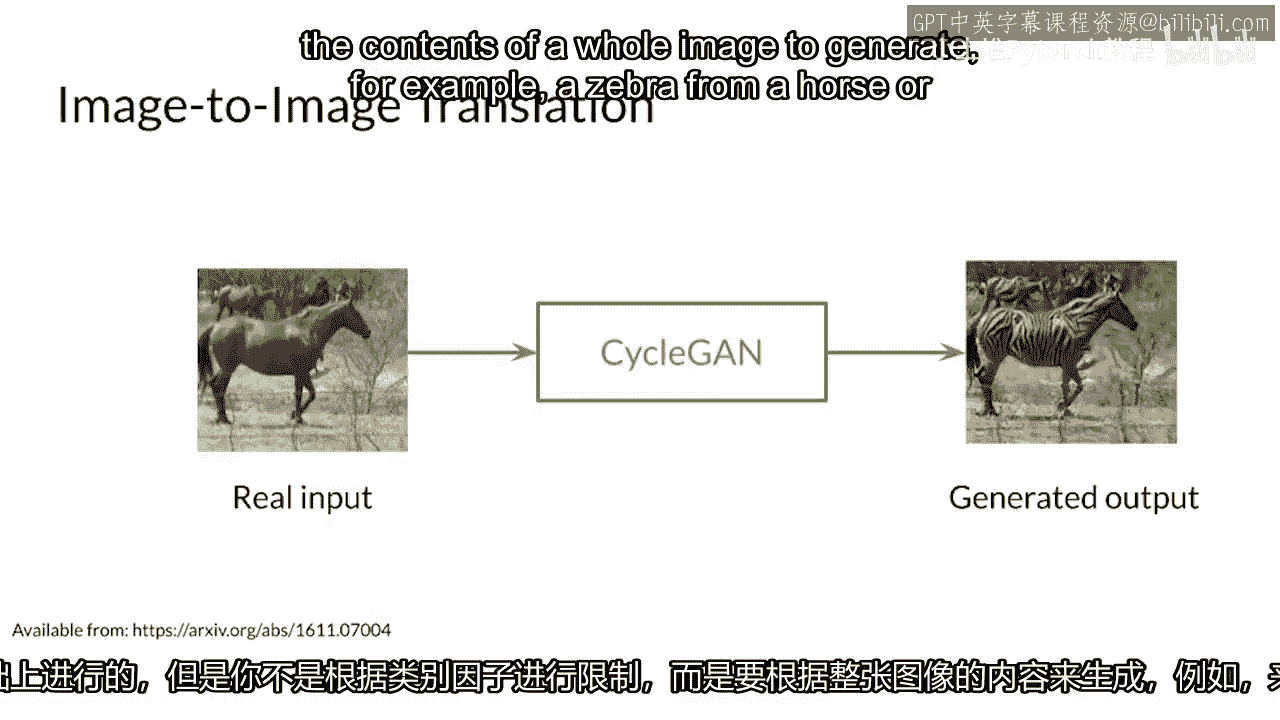 GPT中英字幕课程资源@bilibili.com
the contents of a whole image to generate,
for example, a zebra from a horse or
Image-to-Image Translation
CycleGAN
Real input
Generated output
Available from: https://arxiv.org/abs/1611.07004
上进行的，但是你不是根据类别因子进行限制，而是要根据整张图像的内容来生成，例如，